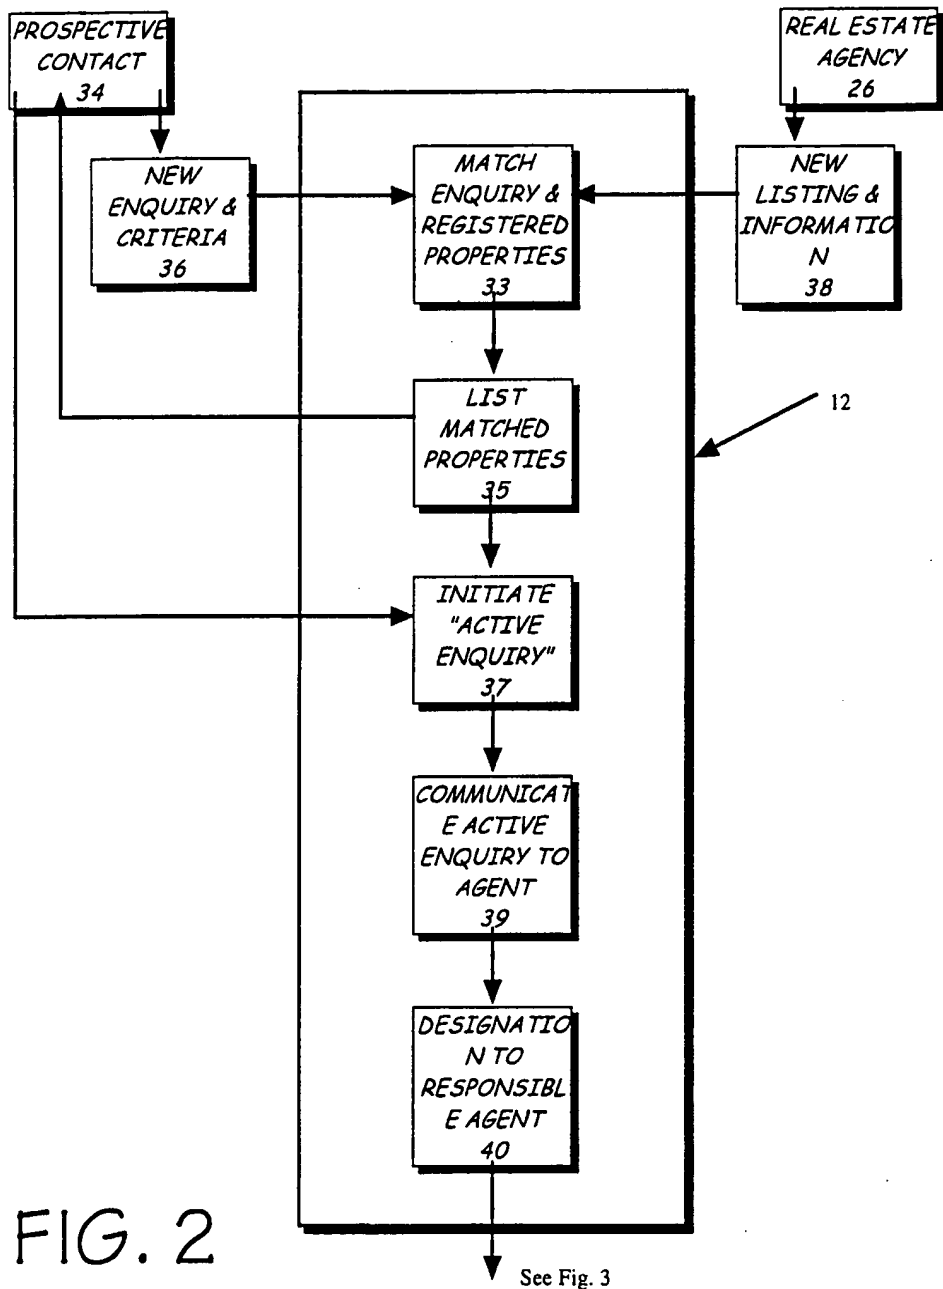 PROSPECTIVE
CONTACT
34
REAL ESTATE
AGENCY
26
NEW
ENQUIRY &
CRITERIA
36
MATCH
ENQUIRY &
REGISTERED
PROPERTIES
33
NEW
LISTING &
INFORMATIO
N
38
LIST
MATCHED
PROPERTIES
35
12
INITIATE
"ACTIVE
ENQUIRY"
37
COMMUNICAT
E ACTIVE
ENQUIRY TO
AGENT
39
DESIGNATIO
N TO
RESPONSIBL
E AGENT
40
FIG. 2
See Fig. 3